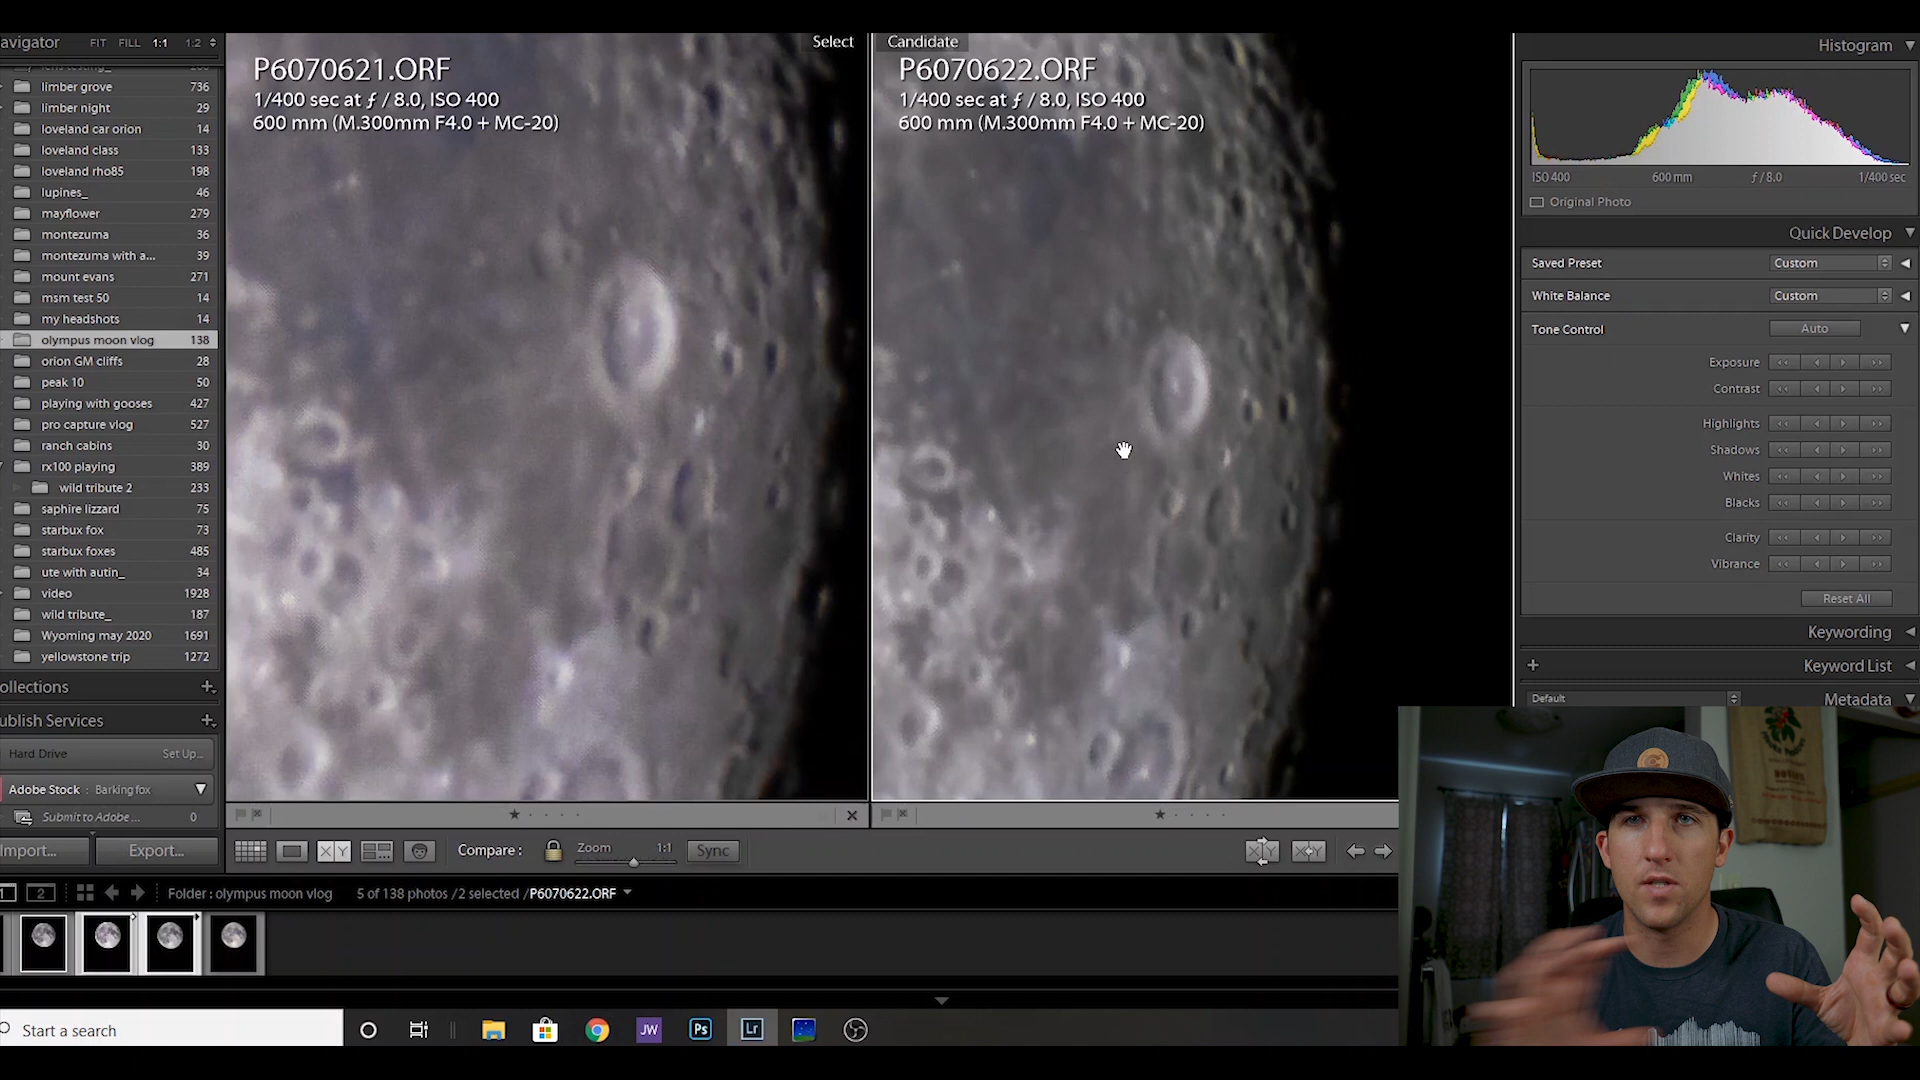 avigator FIT FILL 1:1 1:2
limber grove 736
limber night 29
loveland car orion 14
loveland class 133
loveland rho85 198
lupines_ 46
mayflower 279
montezuma 36
montezuma with a... 39
mount evans 271
msm test 50 14
my headshots 14
olympus moon vlog 138
orion GM cliffs 28
peak 10 50
playing with gooses 427
pro capture vlog 527
ranch cabins 30
rx100 playing 389
wild tribute 2 233
saphire lizzard 75
starbux fox 73
starbux foxes 485
ute with autin_ 34
video 1928
wild tribute_ 187
Wyoming may 2020 1691
yellowstone trip 1272
ollections +
ublish Services +
Hard Drive Set Up...
Adobe Stock : Barkingfox
Submit to Adobe ... 0
Import... Export...
Select
P6070621.ORF
1/400 sec at ƒ / 8.0, ISO 400
600 mm (M.300mm F4.0 + MC-20)
Candidate
P6070622.ORF
1/400 sec at ƒ / 8.0, ISO 400
600 mm (M.300mm F4.0 + MC-20)
X Y Compare : Zoom 1:1 Sync
Histogram
ISO 400 600 mm ƒ / 8.0 1/400 sec
Original Photo
Quick Develop
Saved Preset Custom
White Balance Custom
Tone Control Auto
Exposure
Contrast
Highlights
Shadows
Whites
Blacks
Clarity
Vibrance
Reset All
Keywording
+ Keyword List
Default Metadata
2 Folder : olympus moon vlog 5 of 138 photos /2 selected /P6070622.ORF
Start a search
JW Ps Lr